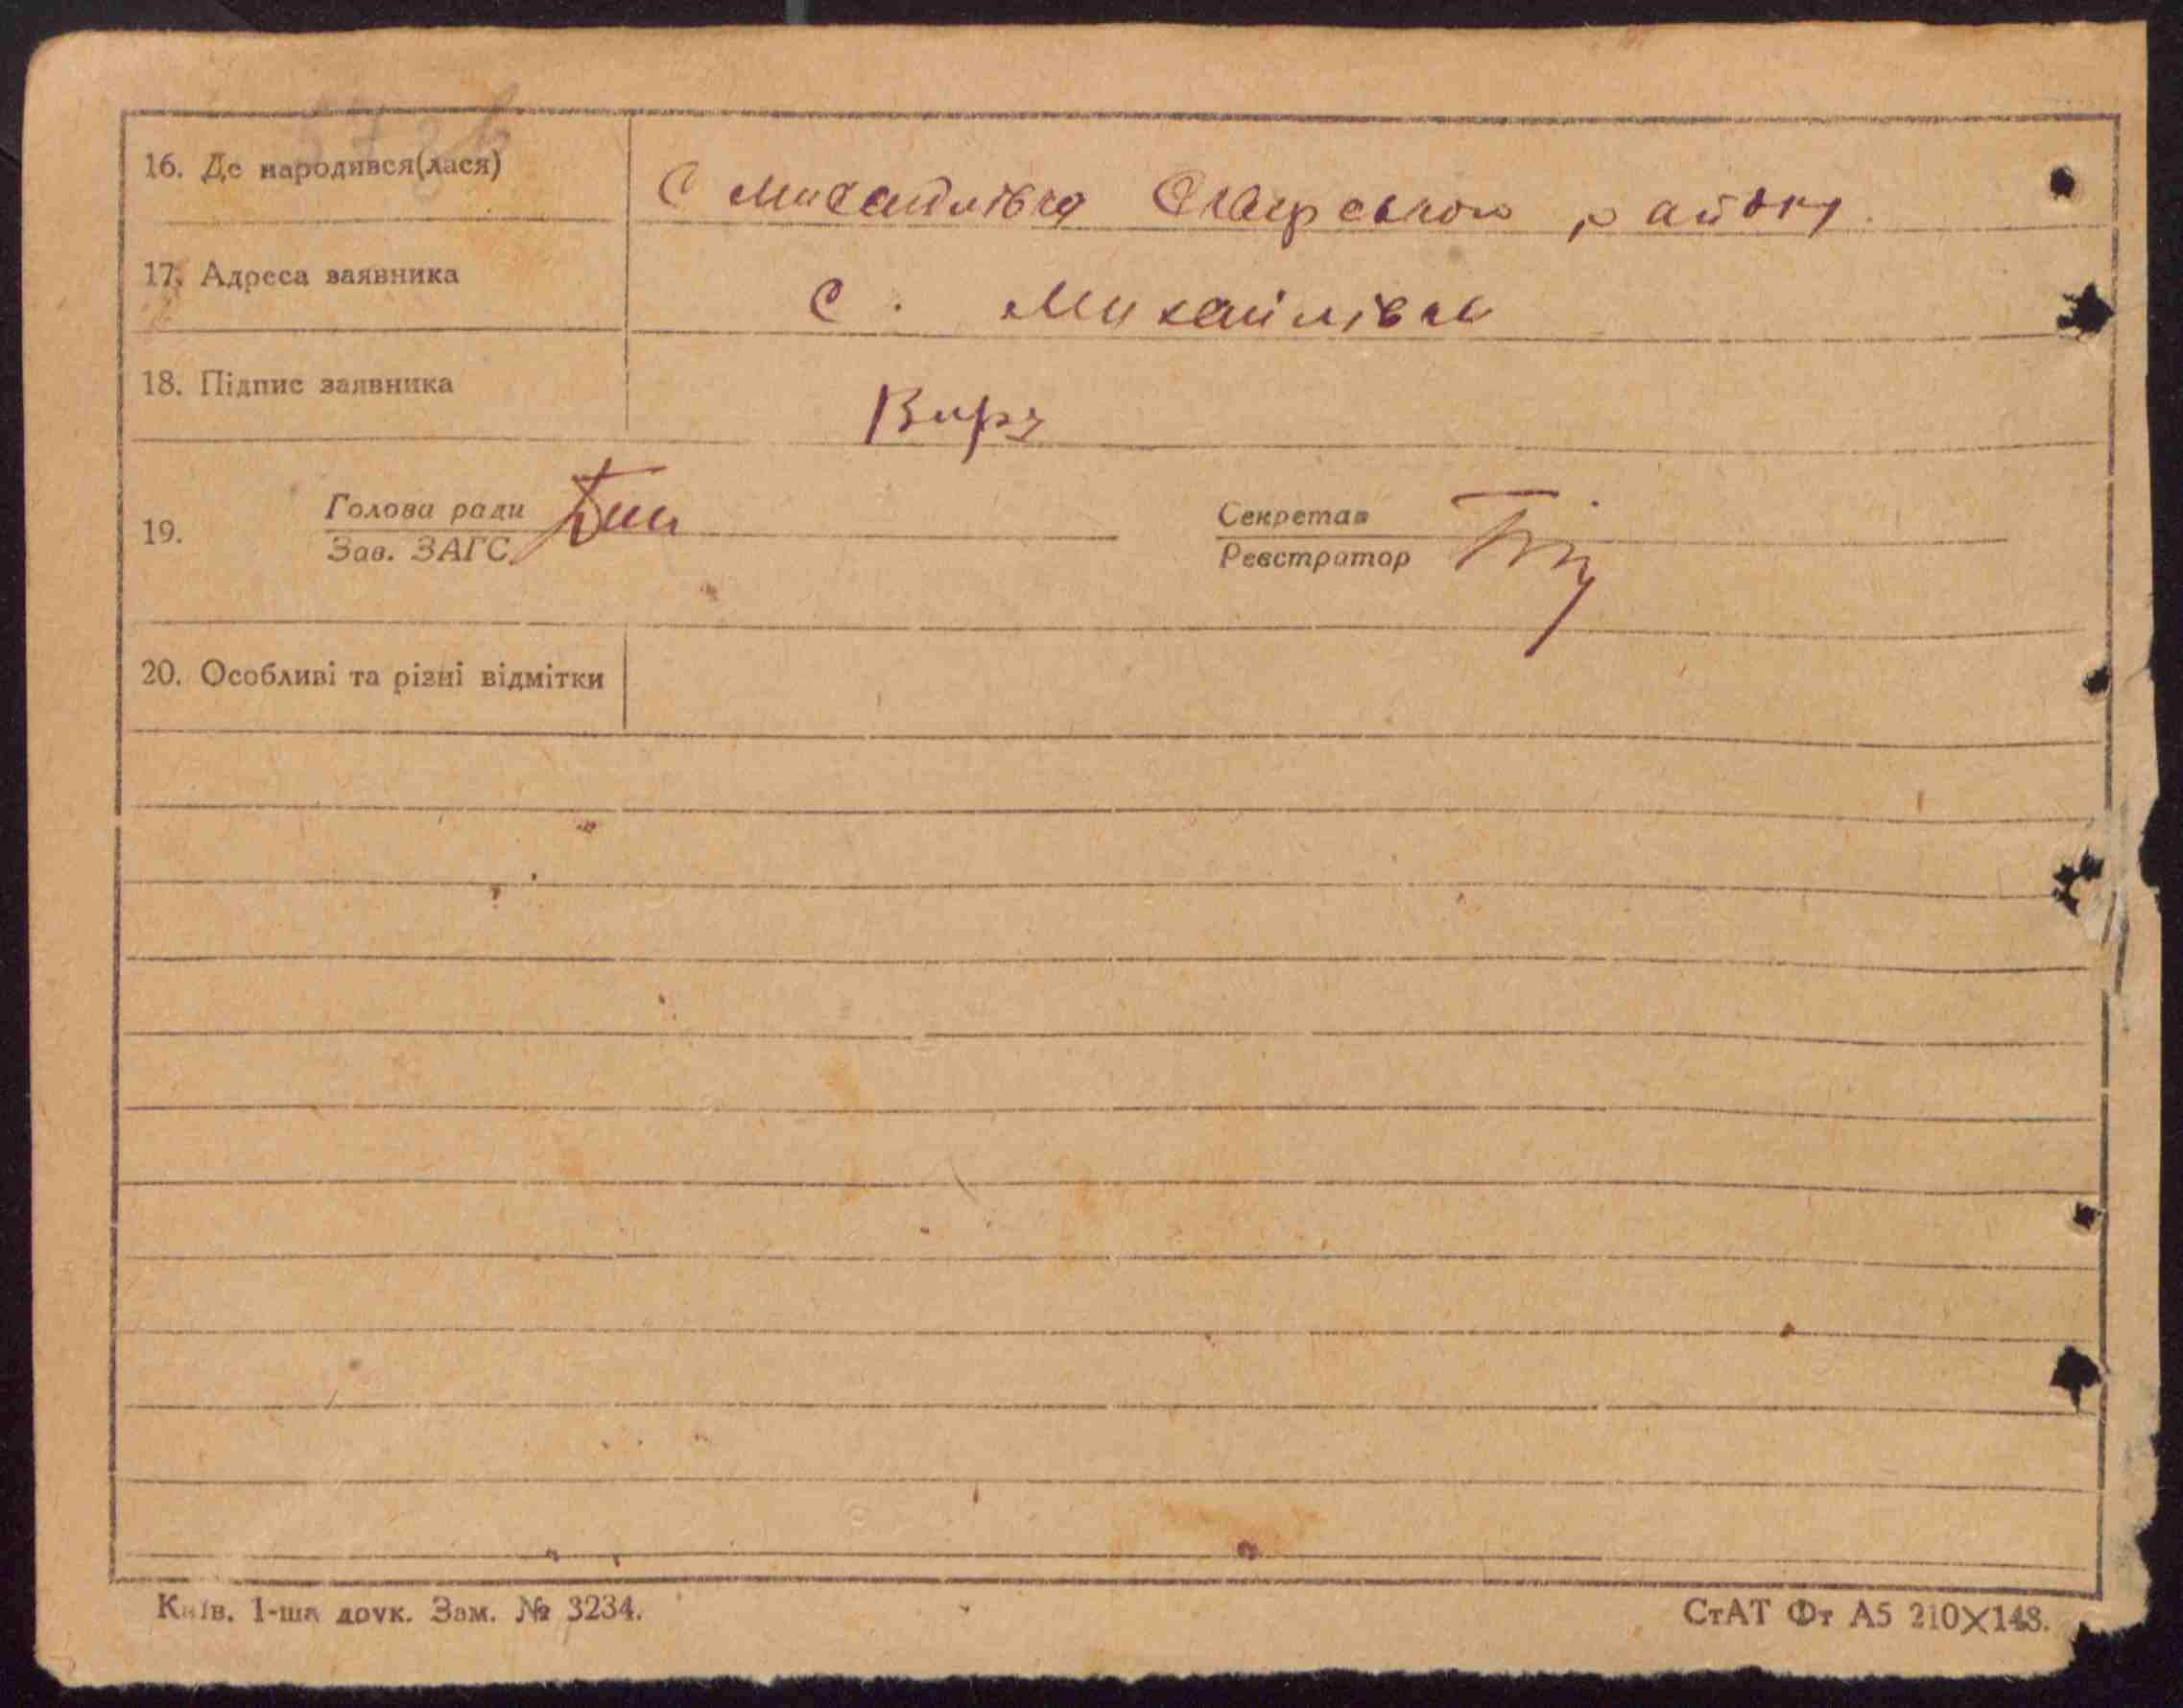 16. Де народився(лася) С Михайлівка Сквирського району.
17. Адреса заявника с. Михайлівка
18. Підпис заявника
19. Голова ради Секретар
Зав. ЗАГС Реєстратор
20. Особливі та різні відмітки
Київ. 1-ша друк. Зам. № 3234.
СтАТ Фт А5 210×148.